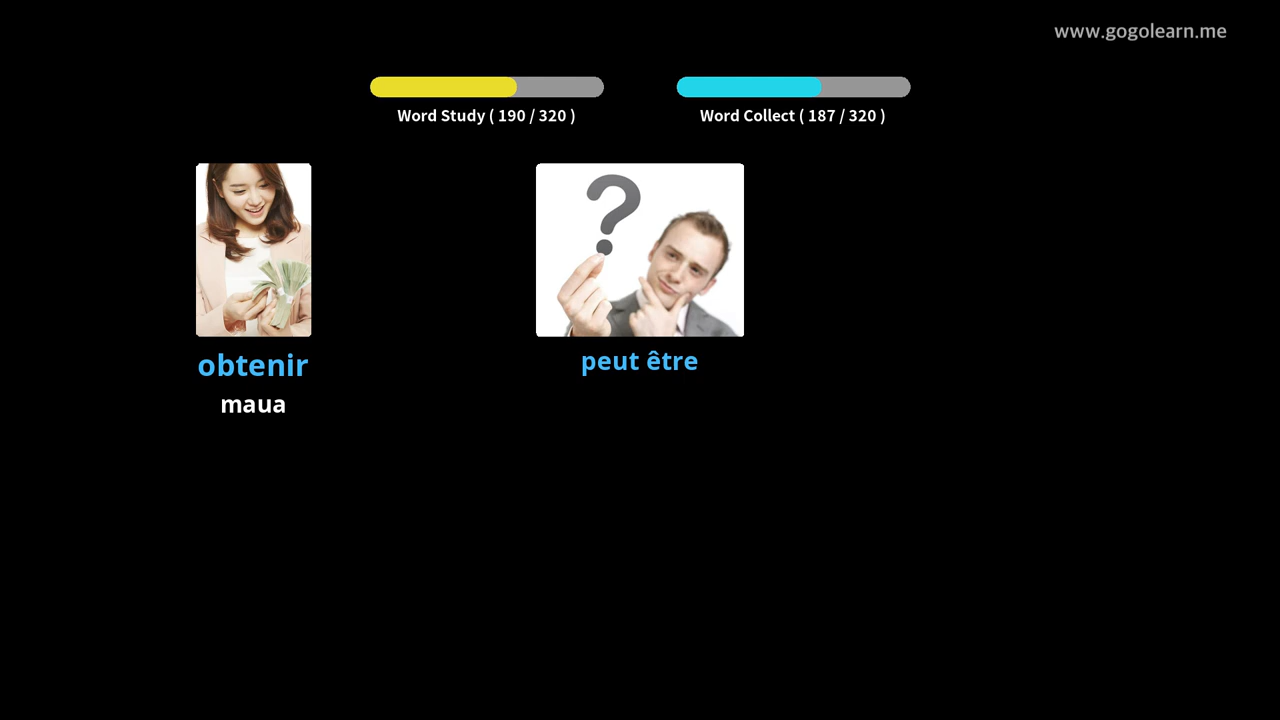 www.gogolearn.me
Word Study ( 190 / 320 )
Word Collect ( 187 / 320 )
obtenir
maua
peut être